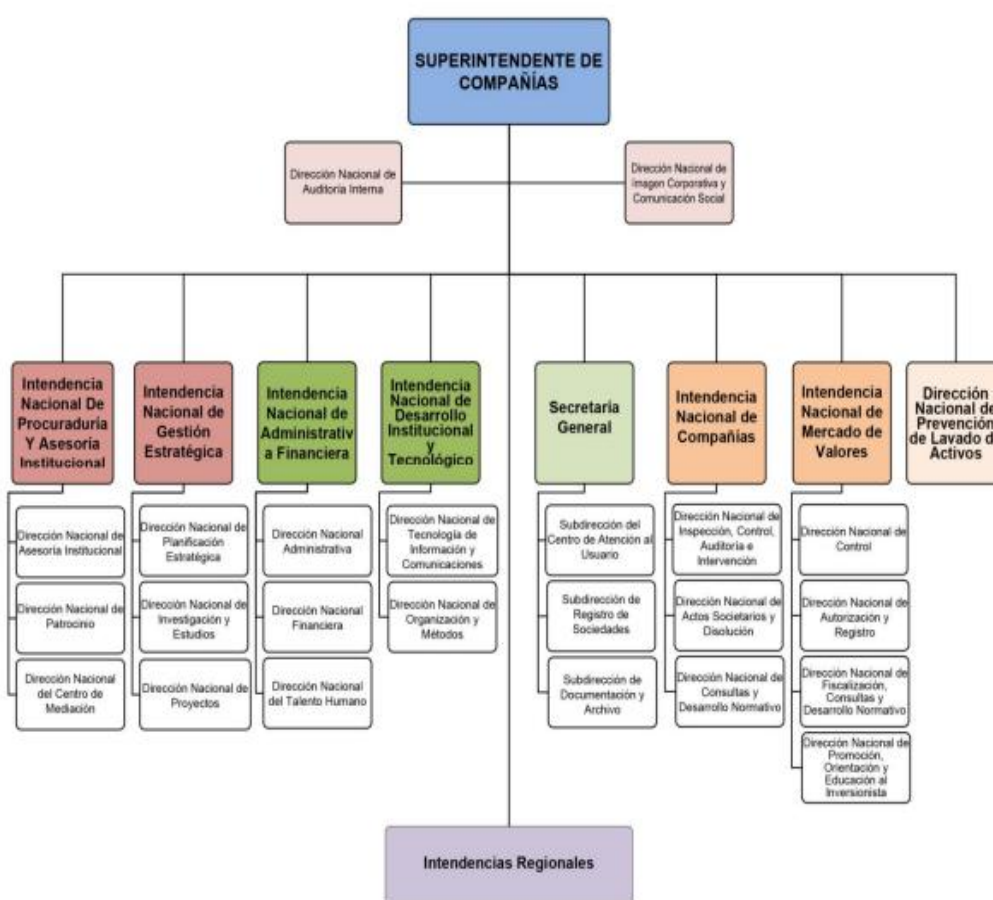 SUPERINTENDENTE DE
COMPAÑÍAS
Dirección Nacional de
Auditoría Interna
Dirección Nacional de
Imagen Corporativa y
Comunicación Social
Intendencia
Nacional De
Procuraduría
Y Asesoría
Institucional
Intendencia
Nacional de
Gestión
Estratégica
Intendencia
Nacional de
Administrativ
a Financiera
Intendencia
Nacional de
Desarrollo
Institucional
y
Tecnológico
Secretaria
General
Intendencia
Nacional de
Compañías
Intendencia
Nacional de
Mercado de
Valores
Dirección
Nacional de
Prevención
de Lavado d
Activos
Dirección Nacional de
Asesoría Institucional
Dirección Nacional de
Patrocinio
Dirección Nacional
del Centro de
Mediación
Dirección Nacional de
Planificación
Estratégica
Dirección Nacional de
Investigación y
Estudios
Dirección Nacional de
Proyectos
Dirección Nacional
Administrativa
Dirección Nacional
Financiera
Dirección Nacional
del Talento Humano
Dirección Nacional de
Tecnología de
Información y
Comunicaciones
Dirección Nacional de
Organización y
Métodos
Subdirección del
Centro de Atención al
Usuario
Subdirección de
Registro de
Sociedades
Subdirección de
Documentación y
Archivo
Dirección Nacional de
Inspección, Control,
Auditoría e
Intervención
Dirección Nacional de
Actos Societarios y
Disolución
Dirección Nacional de
Consultas y
Desarrollo Normativo
Dirección Nacional de
Control
Dirección Nacional de
Autorización y
Registro
Dirección Nacional de
Fiscalización,
Consultas y
Desarrollo Normativo
Dirección Nacional de
Promoción,
Orientación y
Educación al
Inversionista
Intendencias Regionales